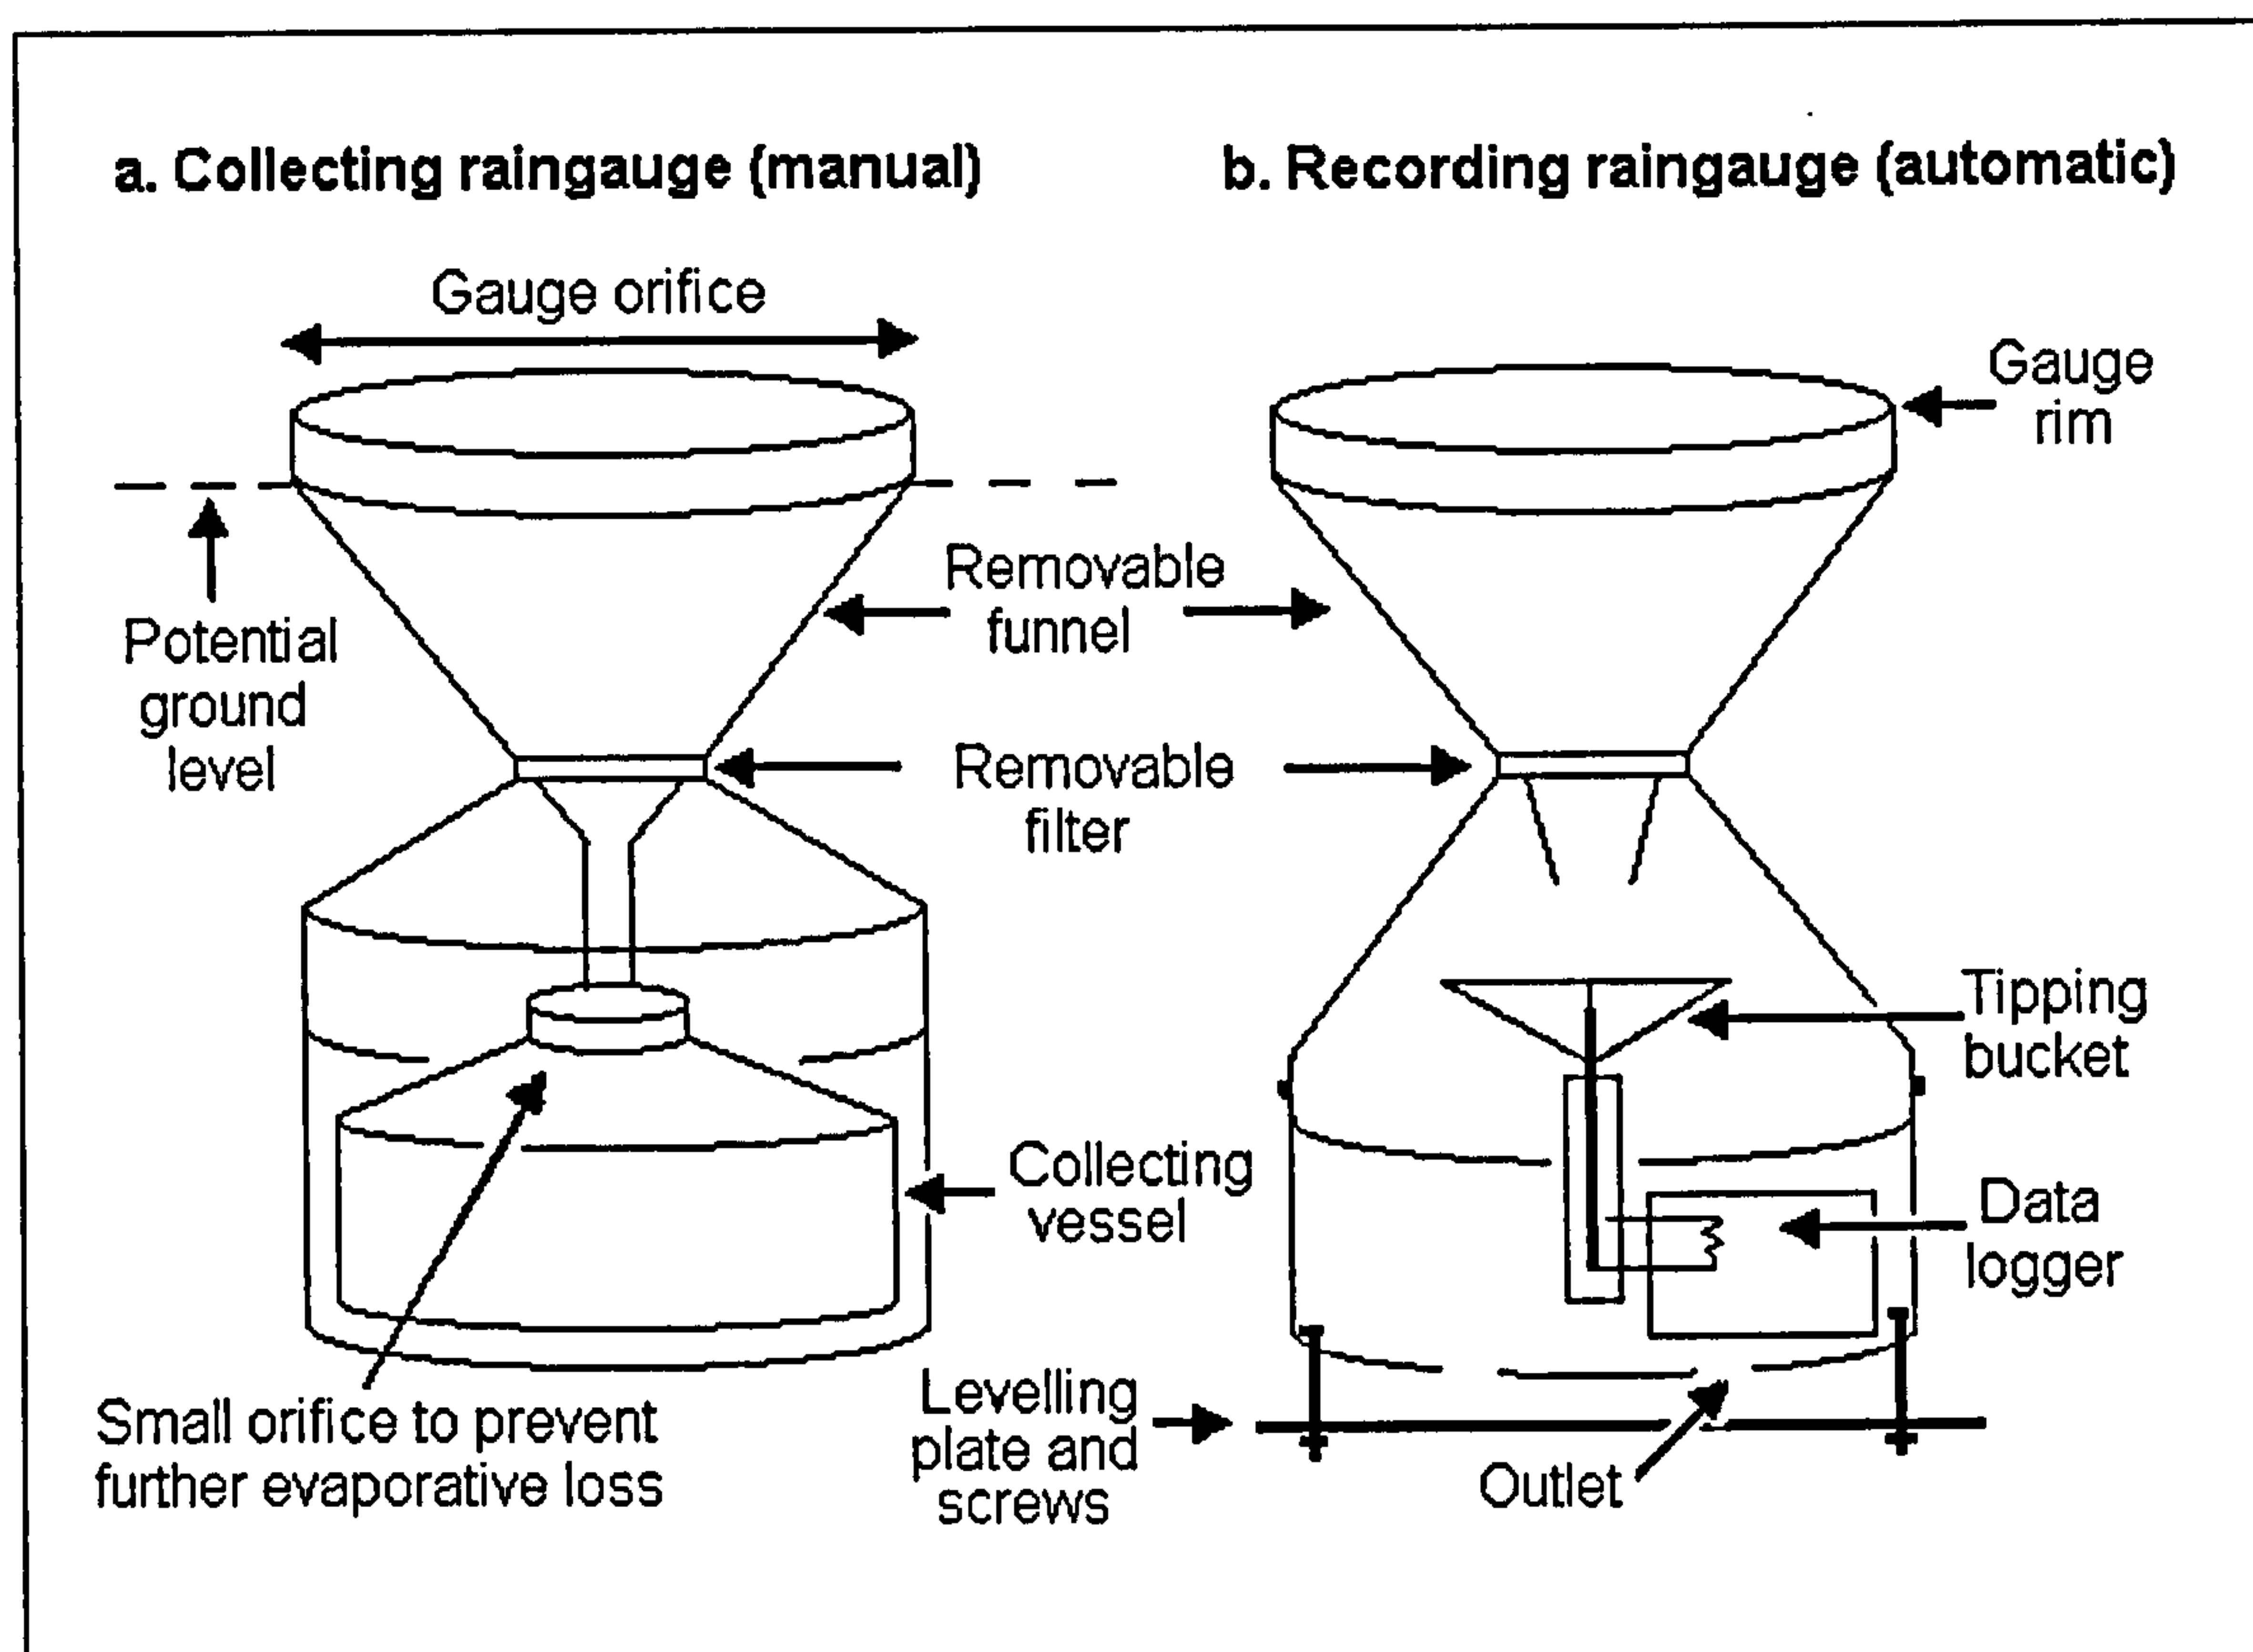 a. Collecting raingauge (manual)
b. Recording raingauge (automatic)
Gauge orifice
Gauge
rim
Potential
ground
level
Removable
funnel
Removable
filter
Tipping
bucket
Collecting
vessel
Data
logger
Small orifice to prevent
further evaporative loss
Levelling
plate and
screws
Outlet